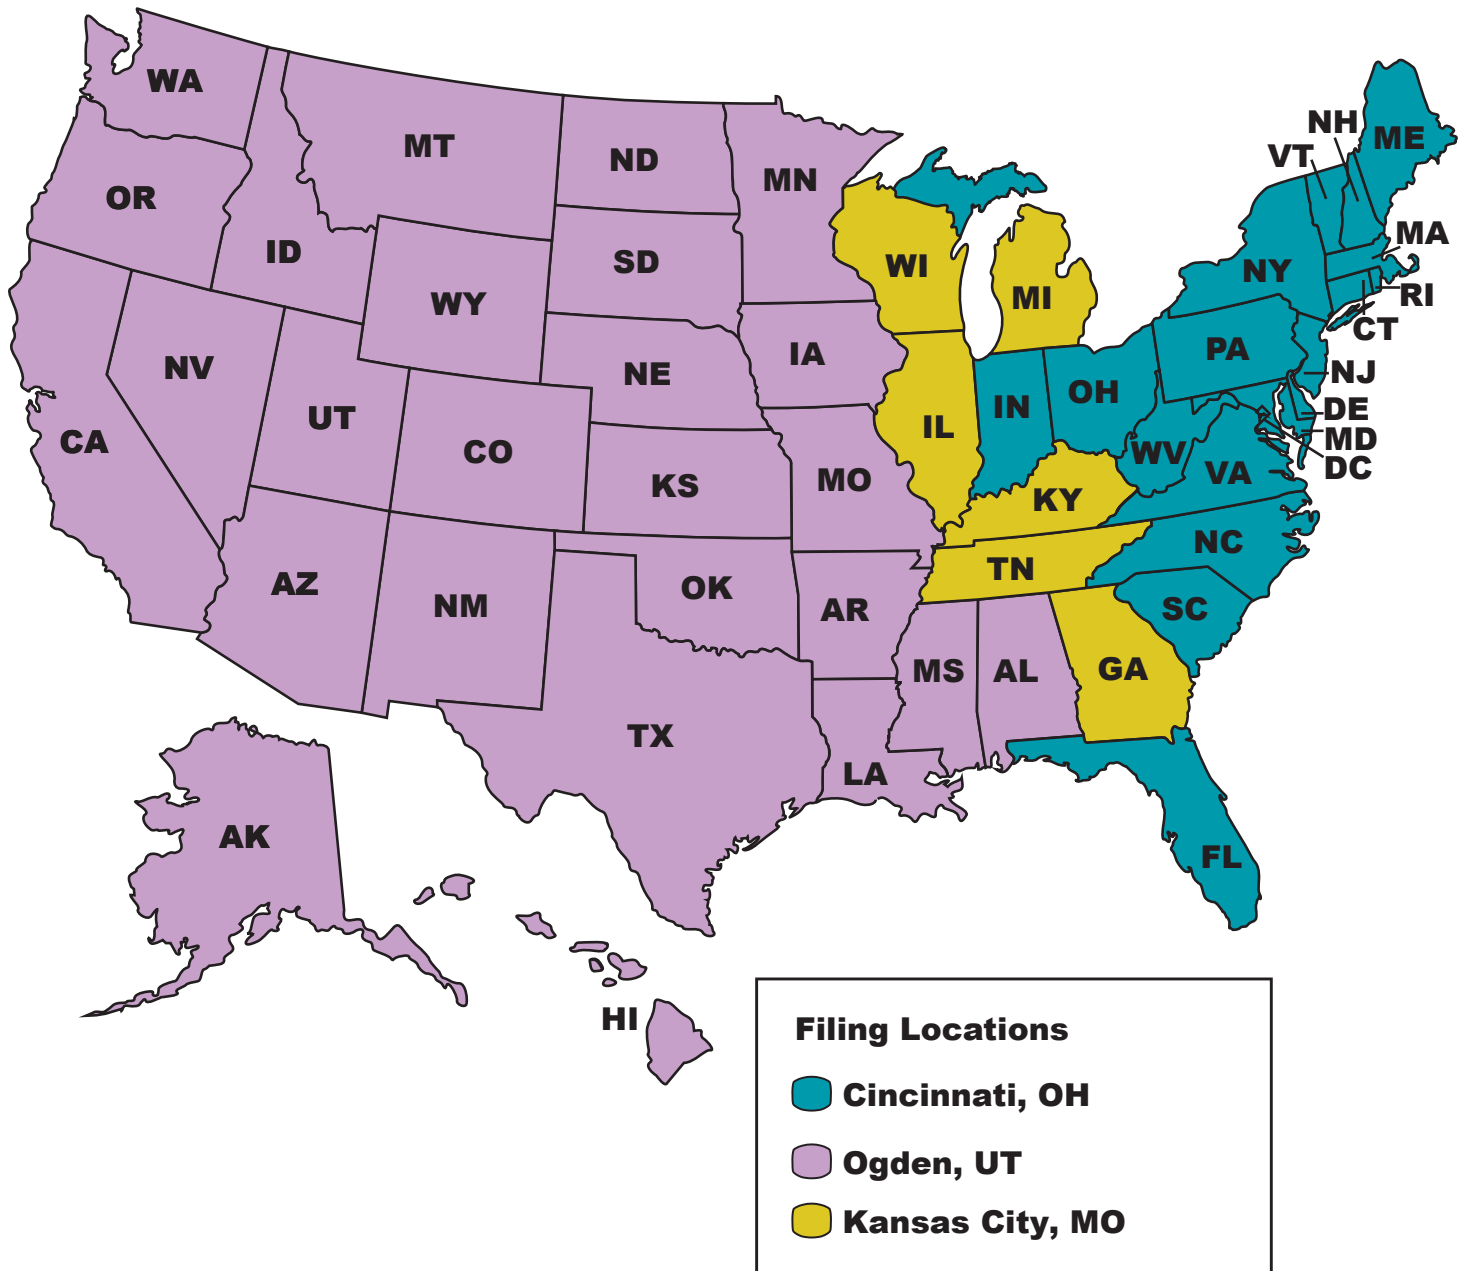 WA
MT
ND
MN
OR
ID
SD
WY
WI
MI
NH
ME
VT
MA
NY
RI
CT
PA
NJ
DE
MD
DC
NV
UT
CA
CO
NE
IA
IL
IN
OH
WV
VA
KS
MO
KY
NC
TN
SC
AZ
NM
OK
AR
MS
AL
GA
TX
LA
FL
AK
HI
Filing Locations
Cincinnati, OH
Ogden, UT
Kansas City, MO